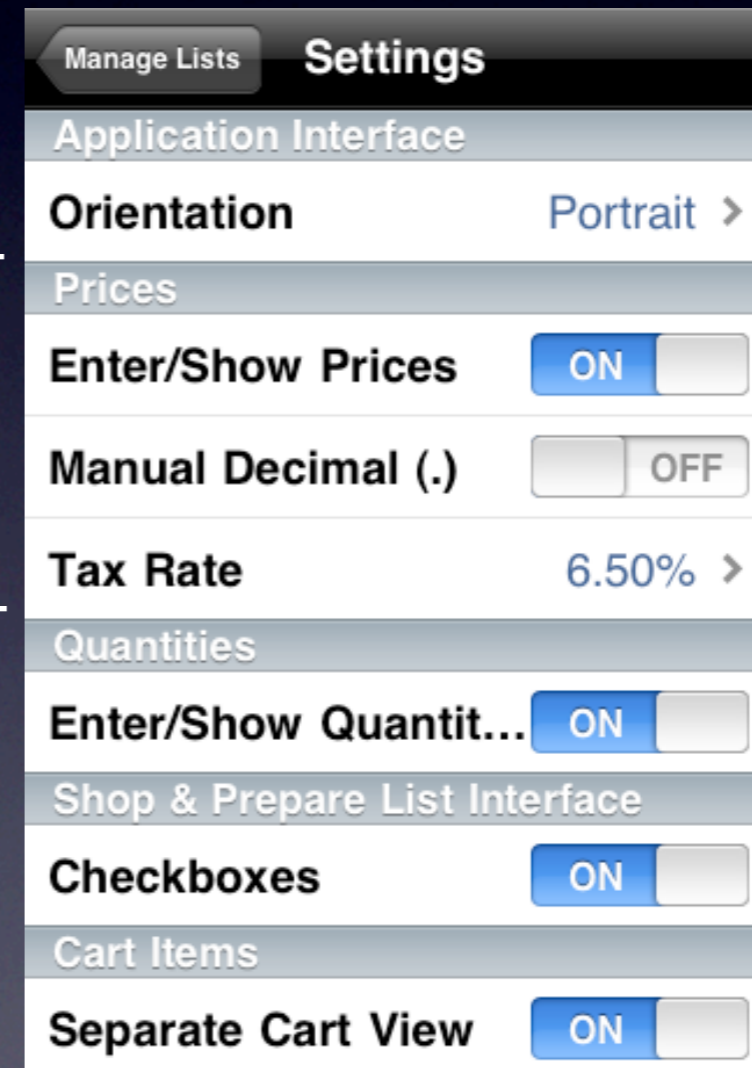 Manage Lists Settings
Application Interface
Orientation Portrait >
Prices
Enter/Show Prices ON
Manual Decimal (.) OFF
Tax Rate 6.50% >
Quantities
Enter/Show Quantit... ON
Shop & Prepare List Interface
Checkboxes ON
Cart Items
Separate Cart View ON